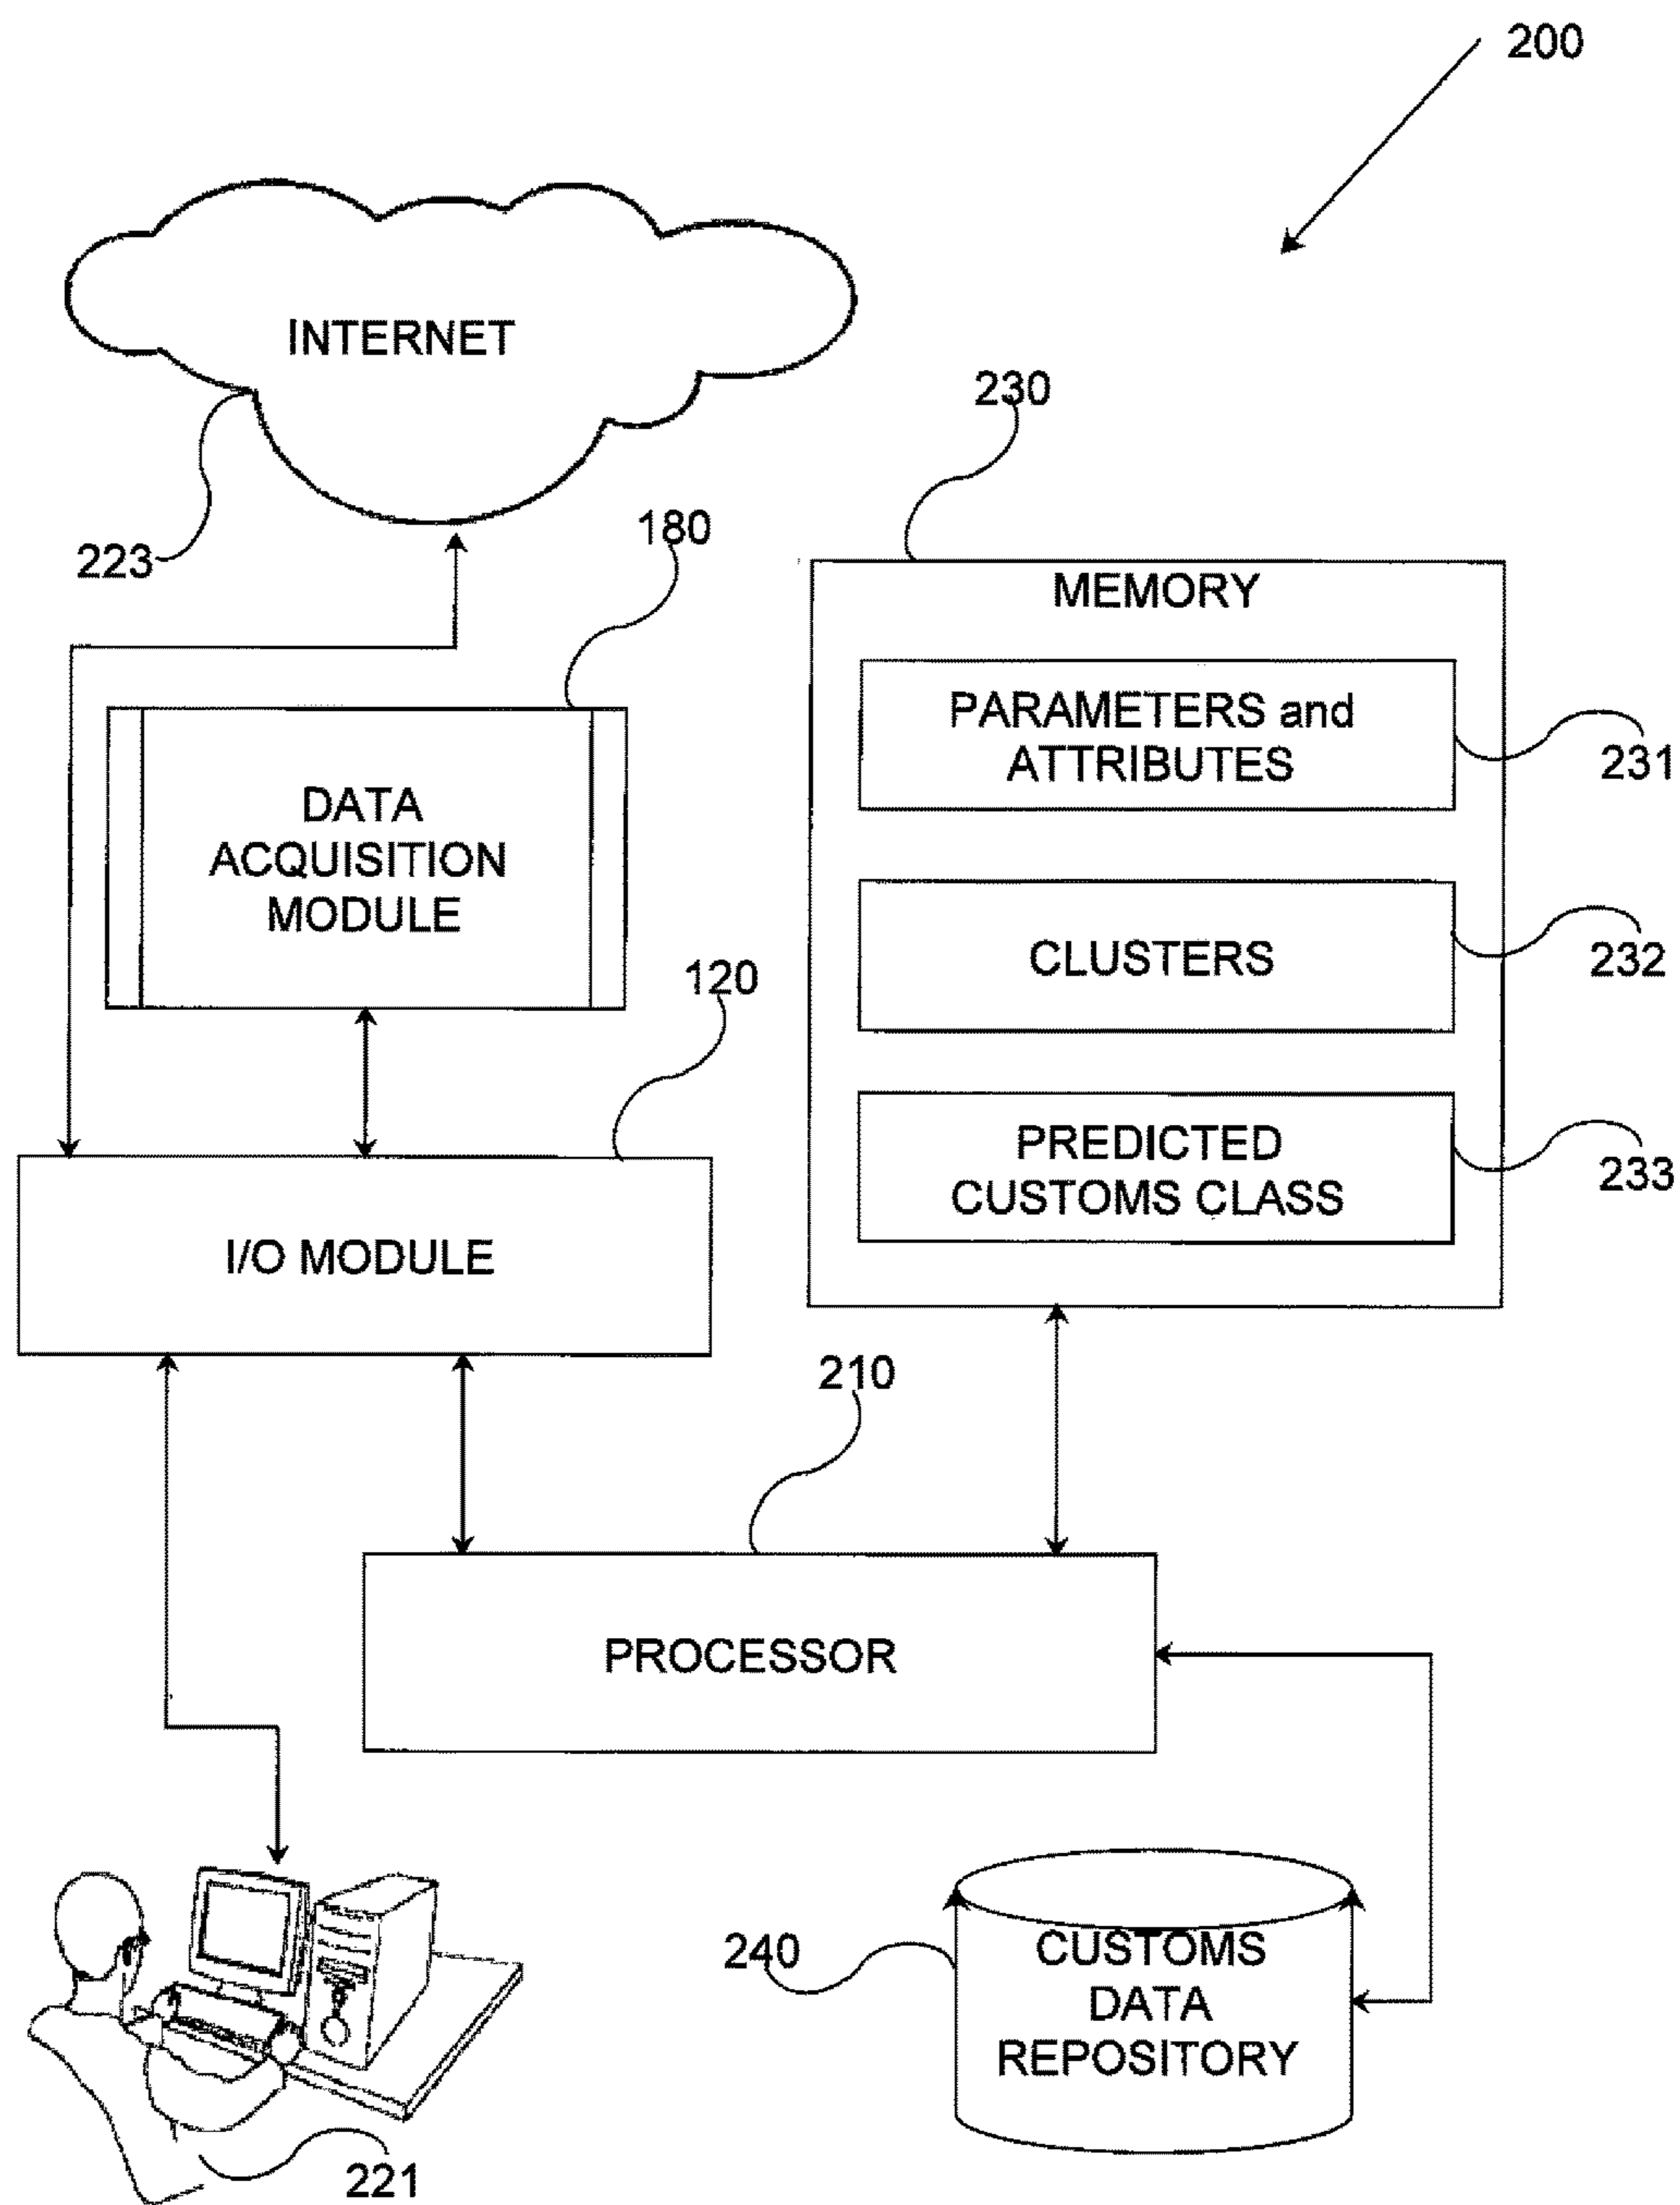 200
INTERNET
230
223
180
MEMORY
PARAMETERS and
ATTRIBUTES
231
DATA
ACQUISITION
MODULE
CLUSTERS
232
120
PREDICTED
CUSTOMS CLASS
233
I/O MODULE
210
PROCESSOR
240
CUSTOMS
DATA
REPOSITORY
221